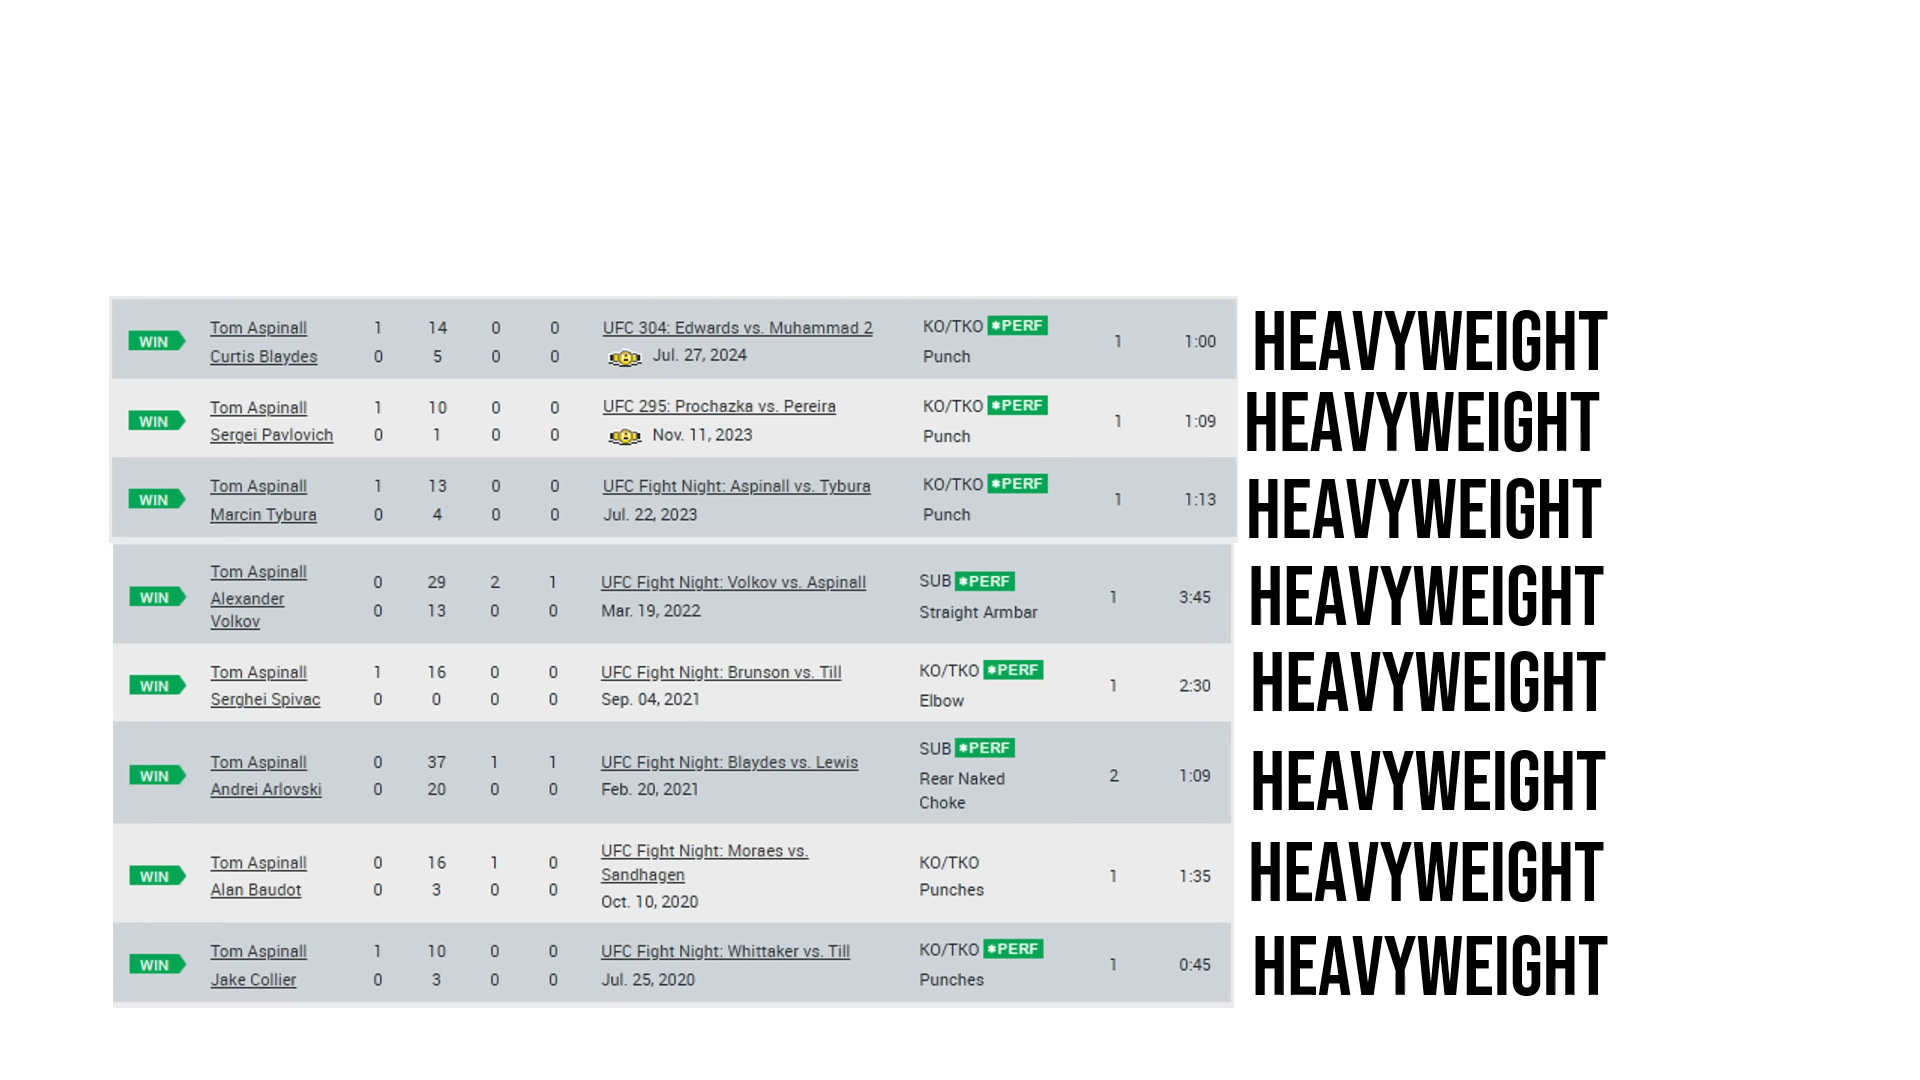 WIN Tom Aspinall 1 14 0 0 UFC 304: Edwards vs. Muhammad 2 KO/TKO *PERF 1 1:00 HEAVYWEIGHT
Curtis Blaydes 0 5 0 0 Jul. 27, 2024 Punch
WIN Tom Aspinall 1 10 0 0 UFC 295: Prochazka vs. Pereira KO/TKO *PERF 1 1:09 HEAVYWEIGHT
Sergei Pavlovich 0 1 0 0 Nov. 11, 2023 Punch
WIN Tom Aspinall 1 13 0 0 UFC Fight Night: Aspinall vs. Tybura KO/TKO *PERF 1 1:13 HEAVYWEIGHT
Marcin Tybura 0 4 0 0 Jul. 22, 2023 Punch
WIN Tom Aspinall 0 29 2 1 UFC Fight Night: Volkov vs. Aspinall SUB *PERF 1 3:45 HEAVYWEIGHT
Alexander 0 13 0 0 Mar. 19, 2022 Straight Armbar
Volkov
WIN Tom Aspinall 1 16 0 0 UFC Fight Night: Brunson vs. Till KO/TKO *PERF 1 2:30 HEAVYWEIGHT
Serghei Spivac 0 0 0 0 Sep. 04, 2021 Elbow
WIN Tom Aspinall 0 37 1 1 UFC Fight Night: Blaydes vs. Lewis SUB *PERF 2 1:09 HEAVYWEIGHT
Andrei Arlovski 0 20 0 0 Feb. 20, 2021 Rear Naked
Choke
WIN Tom Aspinall 0 16 1 0 UFC Fight Night: Moraes vs. KO/TKO 1 1:35 HEAVYWEIGHT
Alan Baudot 0 3 0 0 Sandhagen Punches
Oct. 10, 2020
WIN Tom Aspinall 1 10 0 0 UFC Fight Night: Whittaker vs. Till KO/TKO *PERF 1 0:45 HEAVYWEIGHT
Jake Collier 0 3 0 0 Jul. 25, 2020 Punches